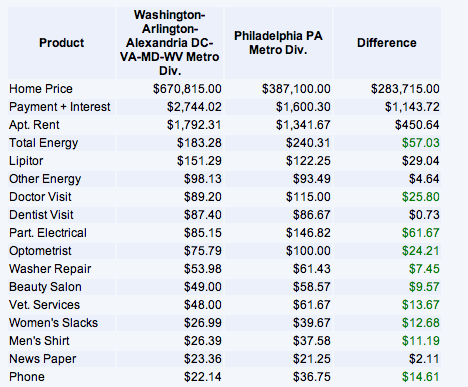 Product Washington-Arlington-Alexandria DC-VA-MD-WV Metro Div. Philadelphia PA Metro Div. Difference
Home Price $670,815.00 $387,100.00 $283,715.00
Payment + Interest $2,744.02 $1,600.30 $1,143.72
Apt. Rent $1,792.31 $1,341.67 $450.64
Total Energy $183.28 $240.31 $57.03
Lipitor $151.29 $122.25 $29.04
Other Energy $98.13 $93.49 $4.64
Doctor Visit $89.20 $115.00 $25.80
Dentist Visit $87.40 $86.67 $0.73
Part. Electrical $85.15 $146.82 $61.67
Optometrist $75.79 $100.00 $24.21
Washer Repair $53.98 $61.43 $7.45
Beauty Salon $49.00 $58.57 $9.57
Vet. Services $48.00 $61.67 $13.67
Women's Slacks $26.99 $39.67 $12.68
Men's Shirt $26.39 $37.58 $11.19
News Paper $23.36 $21.25 $2.11
Phone $22.14 $36.75 $14.61